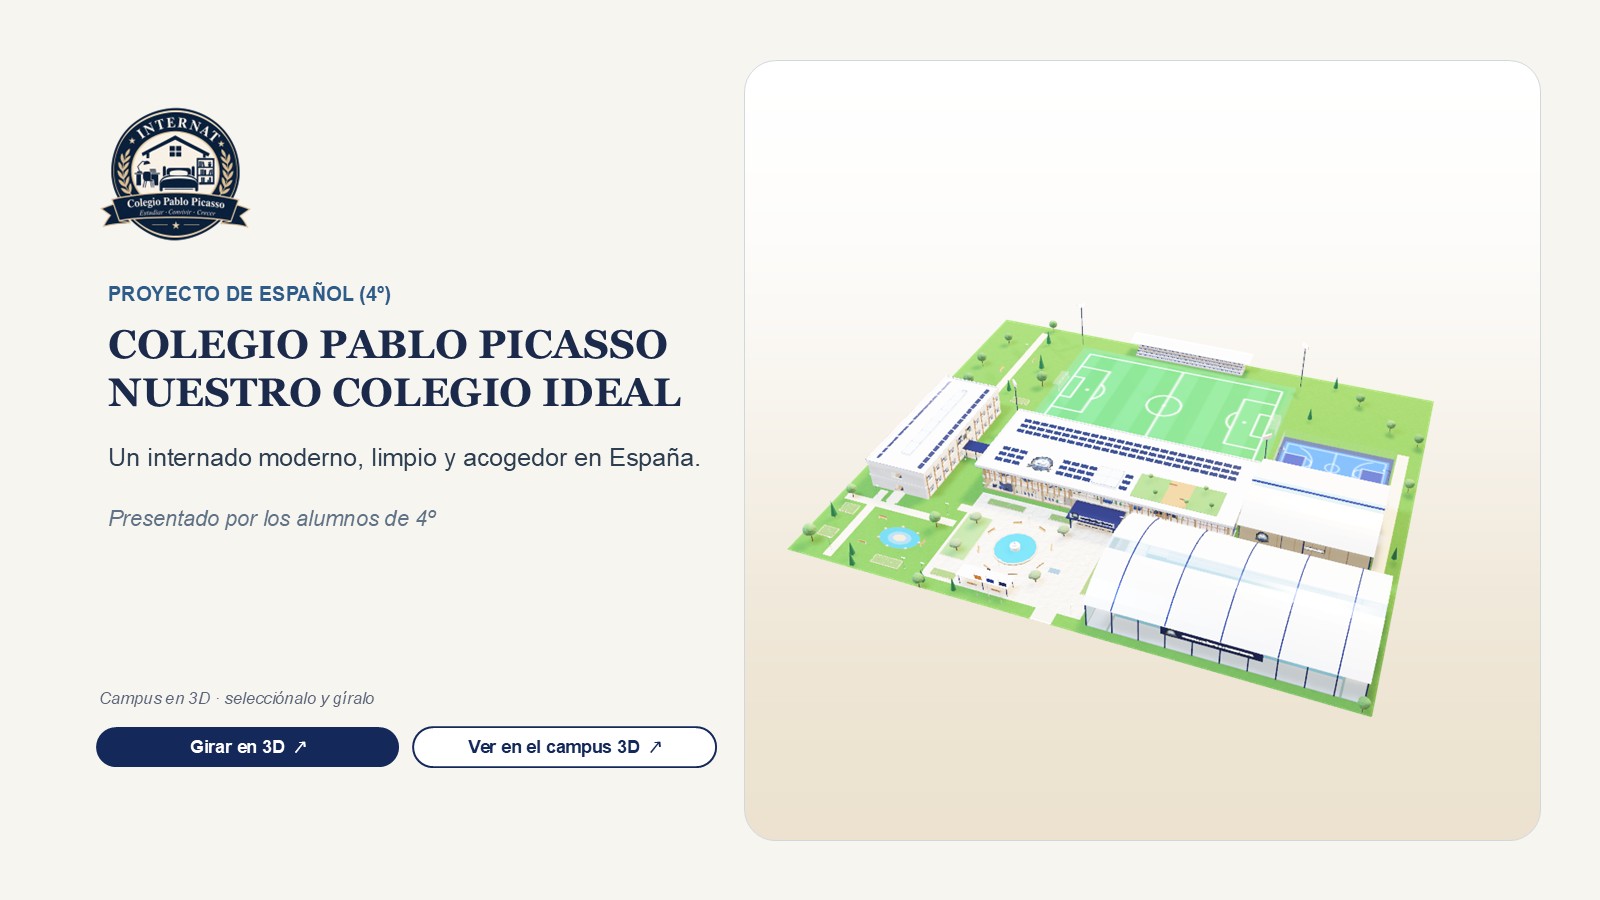 INTERNAT
Colegio Pablo Picasso
Estudiar · Convivir · Crecer
PROYECTO DE ESPAÑOL (4º)
COLEGIO PABLO PICASSO
NUESTRO COLEGIO IDEAL
Un internado moderno, limpio y acogedor en España.
Presentado por los alumnos de 4º
Campus en 3D · selecciónalo y gíralo
Girar en 3D ↗
Ver en el campus 3D ↗